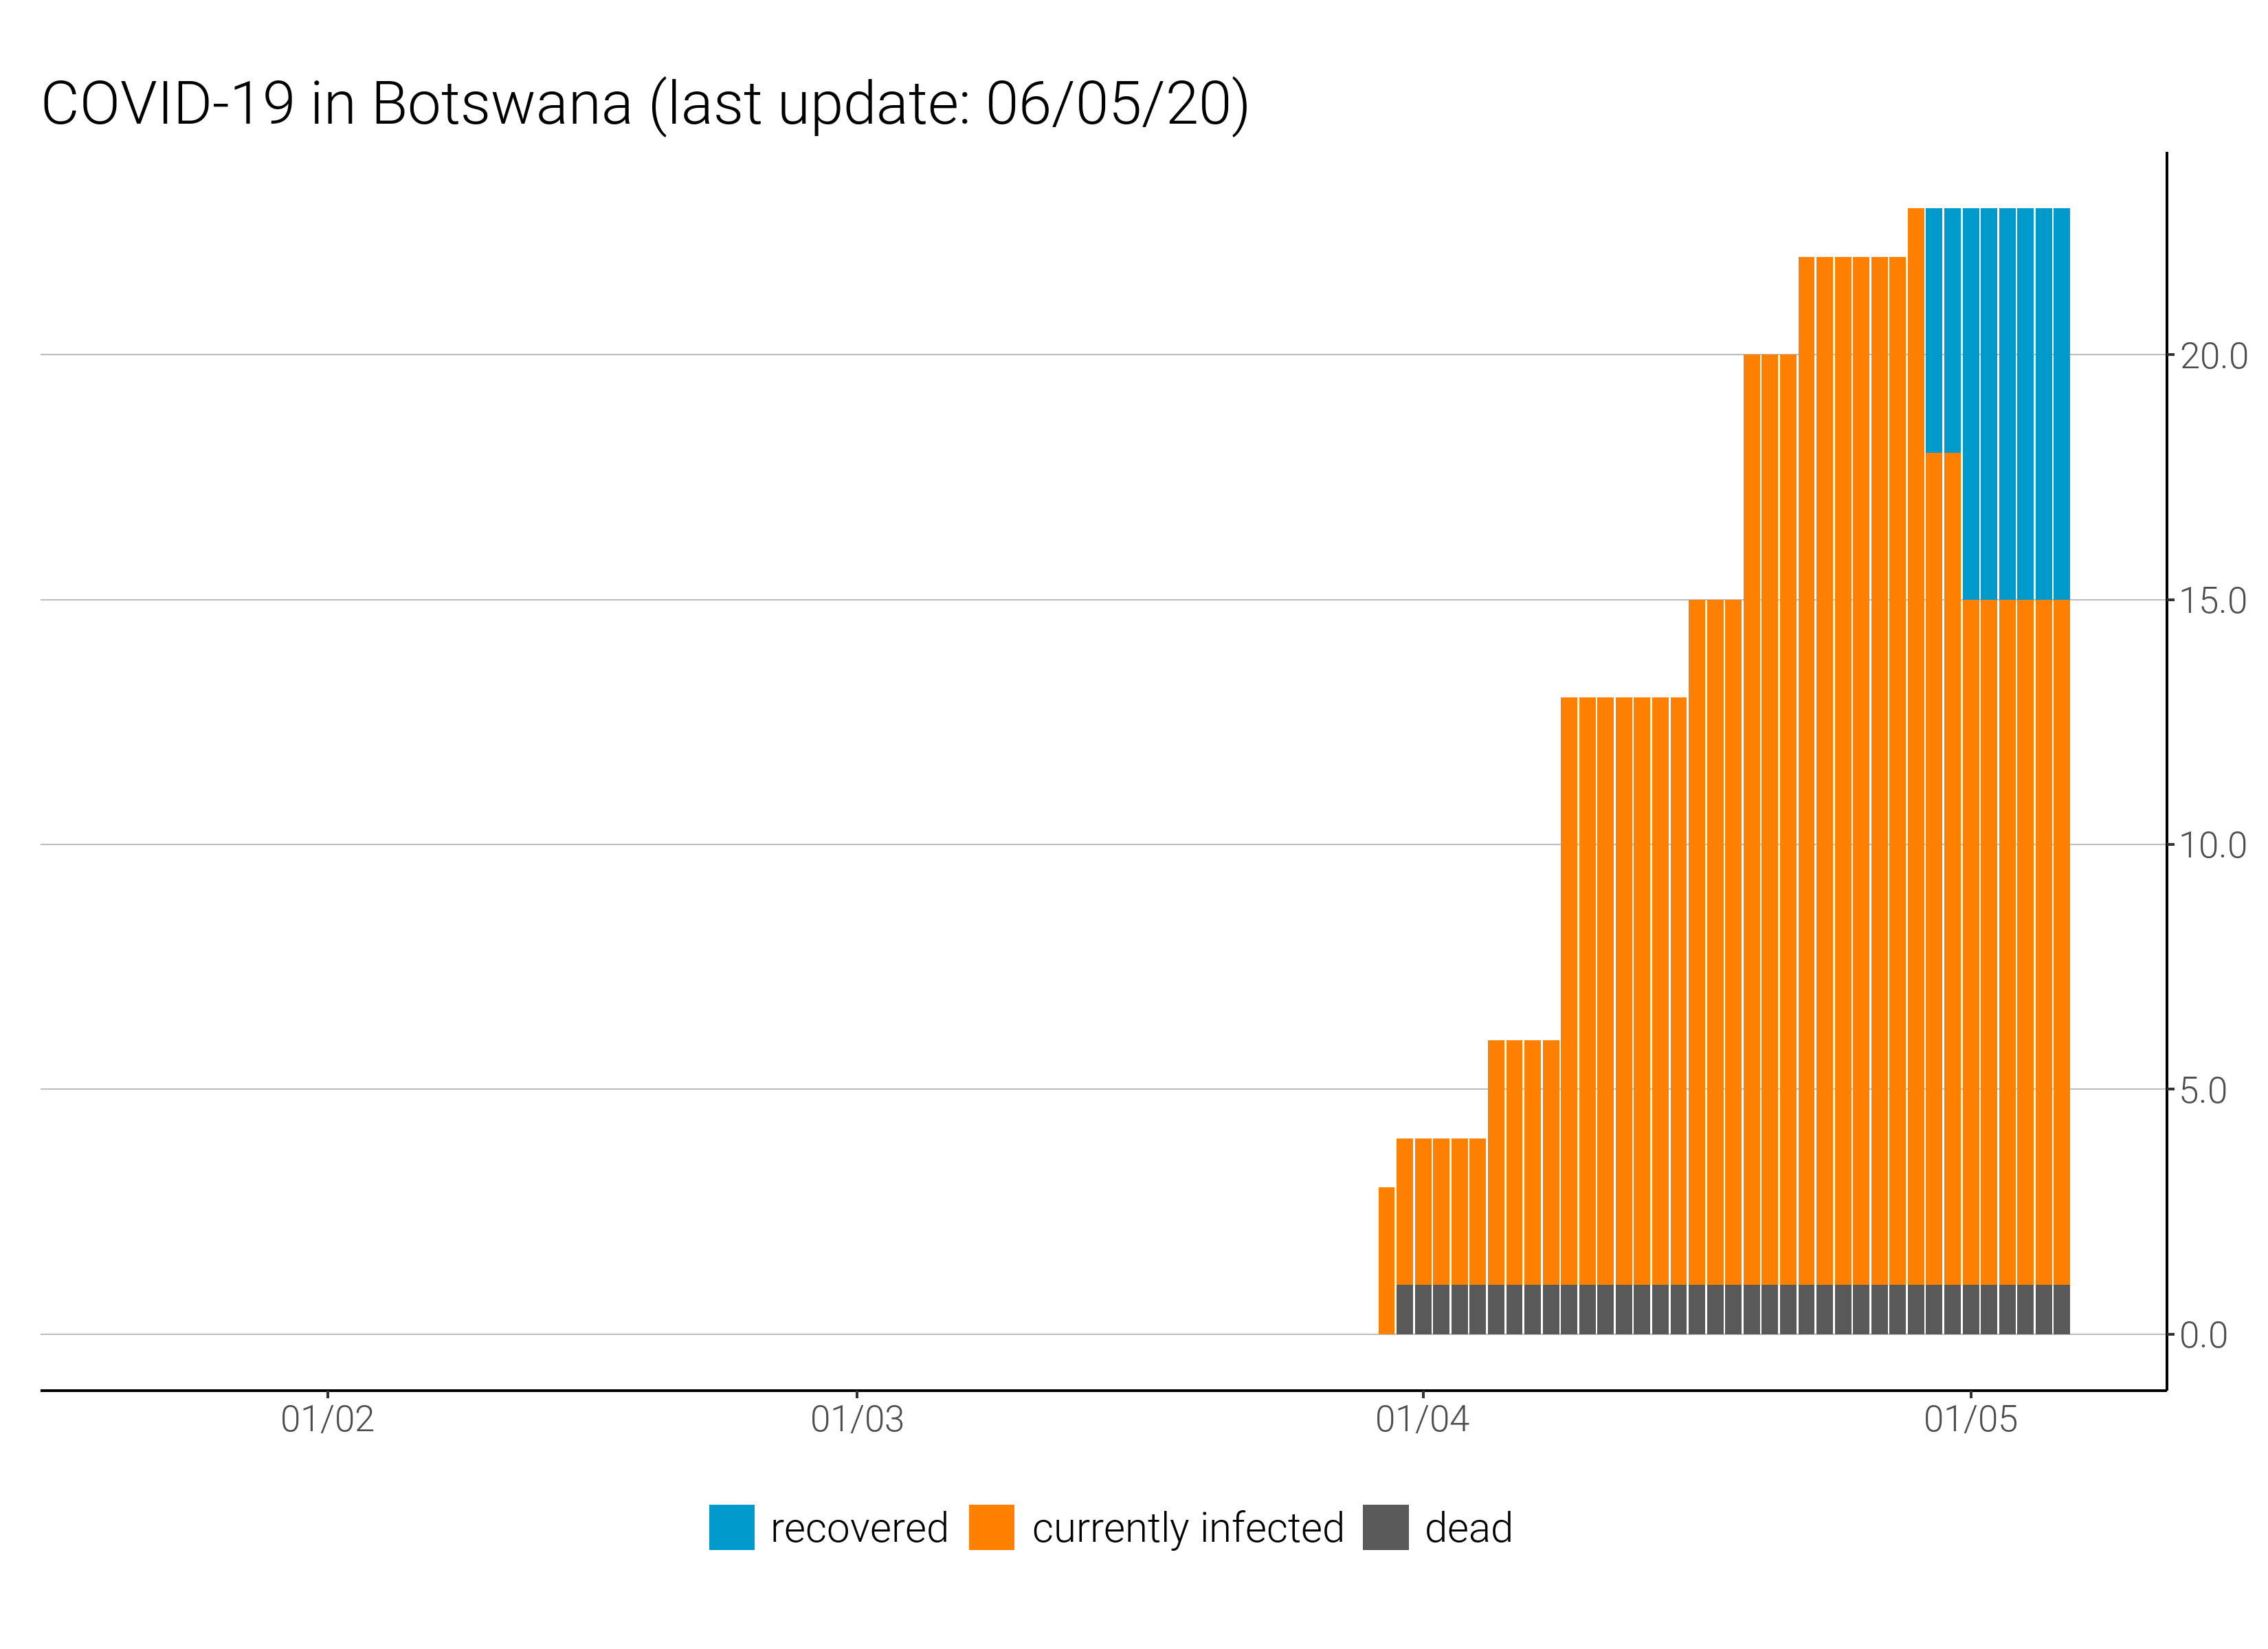 COVID-19 in Botswana (last update: 06/05/20)
20.0
15.0
10.0
5.0
0.0
01/02 01/03 01/04 01/05
recovered currently infected dead